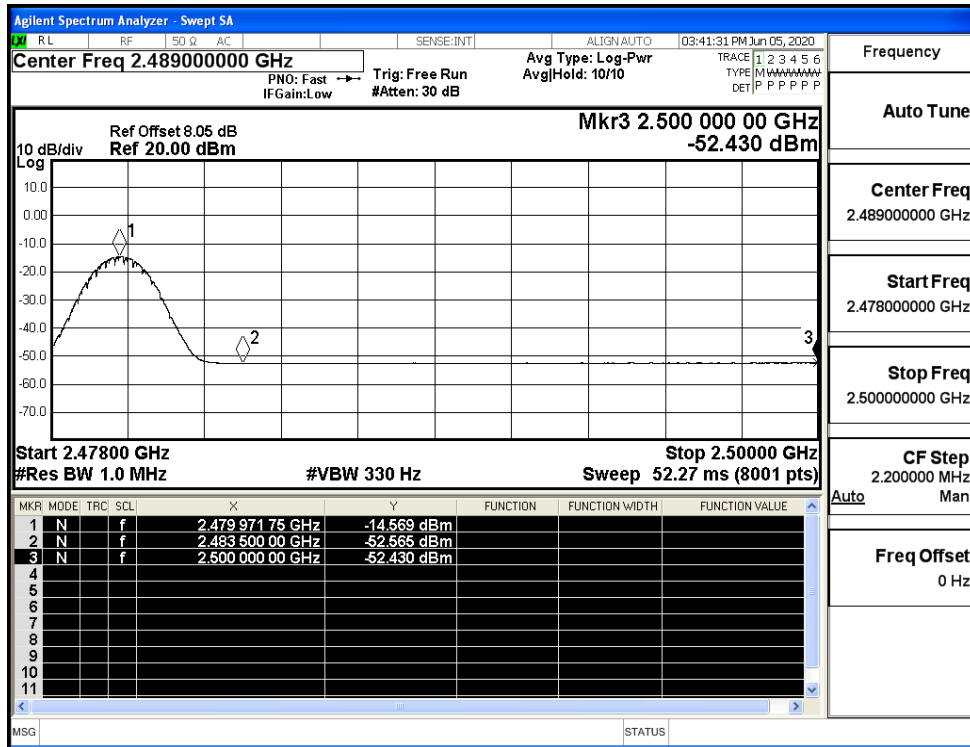 Agilent Spectrum Analyzer - Swept SA
LXI RL RF 50 Ω AC SENSE:INT ALIGN AUTO 03:41:31 PM Jun 05, 2020
Center Freq 2.489000000 GHz
PNO: Fast
IFGain:Low
Trig: Free Run
#Atten: 30 dB
Avg Type: Log-Pwr
Avg|Hold: 10/10
TRACE 1 2 3 4 5 6
TYPE M WWWWW
DET P P P P P P
Ref Offset 8.05 dB
10 dB/div Ref 20.00 dBm
Log
Mkr3 2.500 000 00 GHz
-52.430 dBm
10.0
0.00
-10.0
-20.0
-30.0
-40.0
-50.0
-60.0
-70.0
1
2
3
Start 2.47800 GHz Stop 2.50000 GHz
#Res BW 1.0 MHz #VBW 330 Hz Sweep 52.27 ms (8001 pts)
MKR MODE TRC SCL X Y FUNCTION FUNCTION WIDTH FUNCTION VALUE
1 N f 2.479 971 75 GHz -14.569 dBm
2 N f 2.483 500 00 GHz -52.565 dBm
3 N f 2.500 000 00 GHz -52.430 dBm
4
5
6
7
8
9
10
11
MSG STATUS
Frequency
Auto Tune
Center Freq
2.489000000 GHz
Start Freq
2.478000000 GHz
Stop Freq
2.500000000 GHz
CF Step
2.200000 MHz
Auto Man
Freq Offset
0 Hz